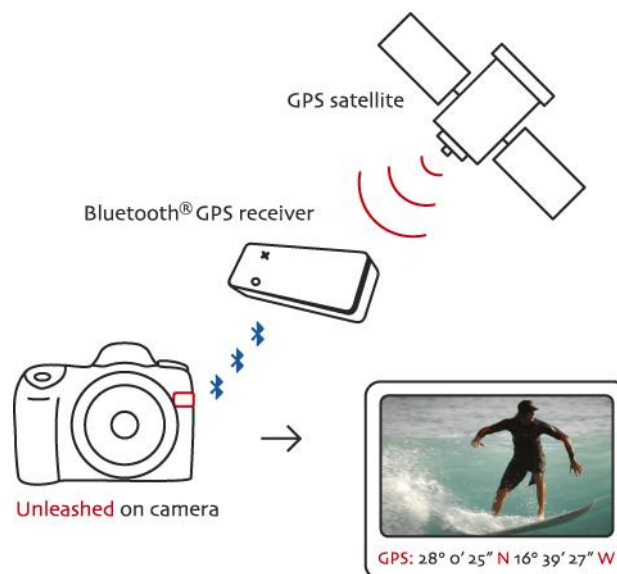 GPS satellite
Bluetooth® GPS receiver
Unleashed on camera
GPS: 28° 0' 25" N 16° 39' 27" W